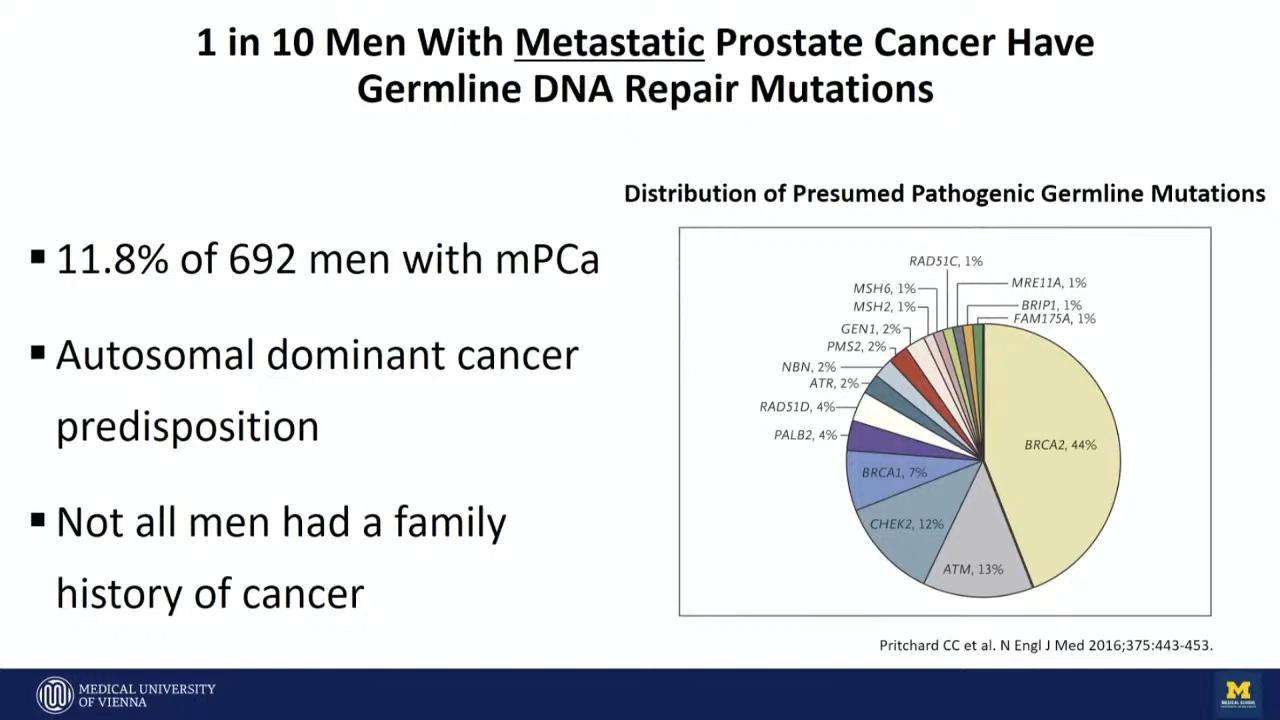 1 in 10 Men With Metastatic Prostate Cancer Have
Germline DNA Repair Mutations
▪ 11.8% of 692 men with mPCa
▪ Autosomal dominant cancer
predisposition
▪ Not all men had a family
history of cancer
Distribution of Presumed Pathogenic Germline Mutations
RAD51C, 1%
MSH6, 1%
MRE11A, 1%
MSH2, 1%
BRIP1, 1%
FAM175A, 1%
GEN1, 2%
PMS2, 2%
NBN, 2%
ATR, 2%
RAD51D, 4%
PALB2, 4%
BRCA2, 44%
BRCA1, 7%
CHEK2, 12%
ATM, 13%
Pritchard CC et al. N Engl J Med 2016;375:443-453.
MEDICAL UNIVERSITY
OF VIENNA
M
MEDICAL SCHOOL